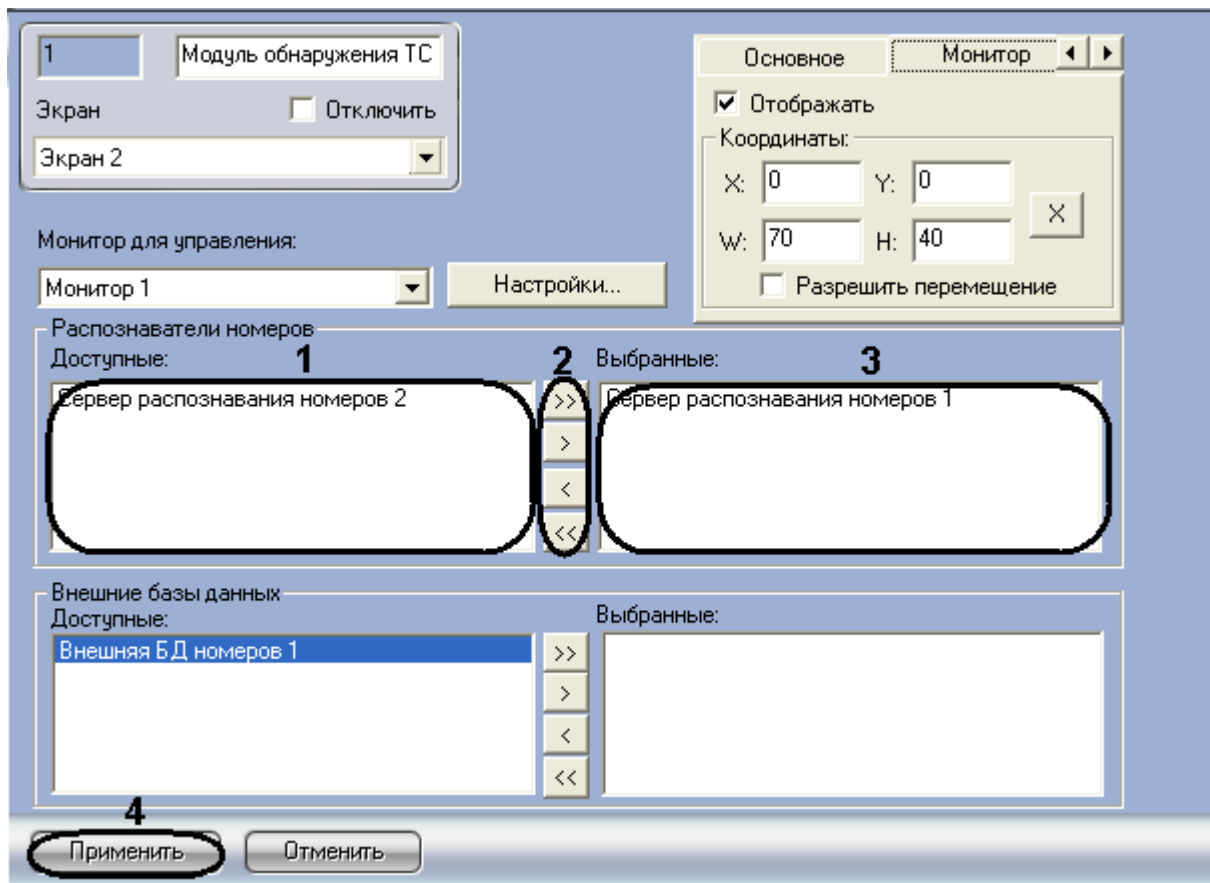 1
Модуль обнаружения ТС
Экран
Отключить
Экран 2
Основное
Монитор
Отображать
Координаты:
X: 0 Y: 0
X
W: 70 H: 40
Разрешить перемещение
Монитор для управления:
Монитор 1
Настройки...
Распознаватели номеров
Доступные: 1 2 Выбранные: 3
Сервер распознавания номеров 2
>>
>
<
<<
Сервер распознавания номеров 1
Внешние базы данных
Доступные:
Выбранные:
Внешняя БД номеров 1
>>
>
<
<<
4
Применить
Отменить